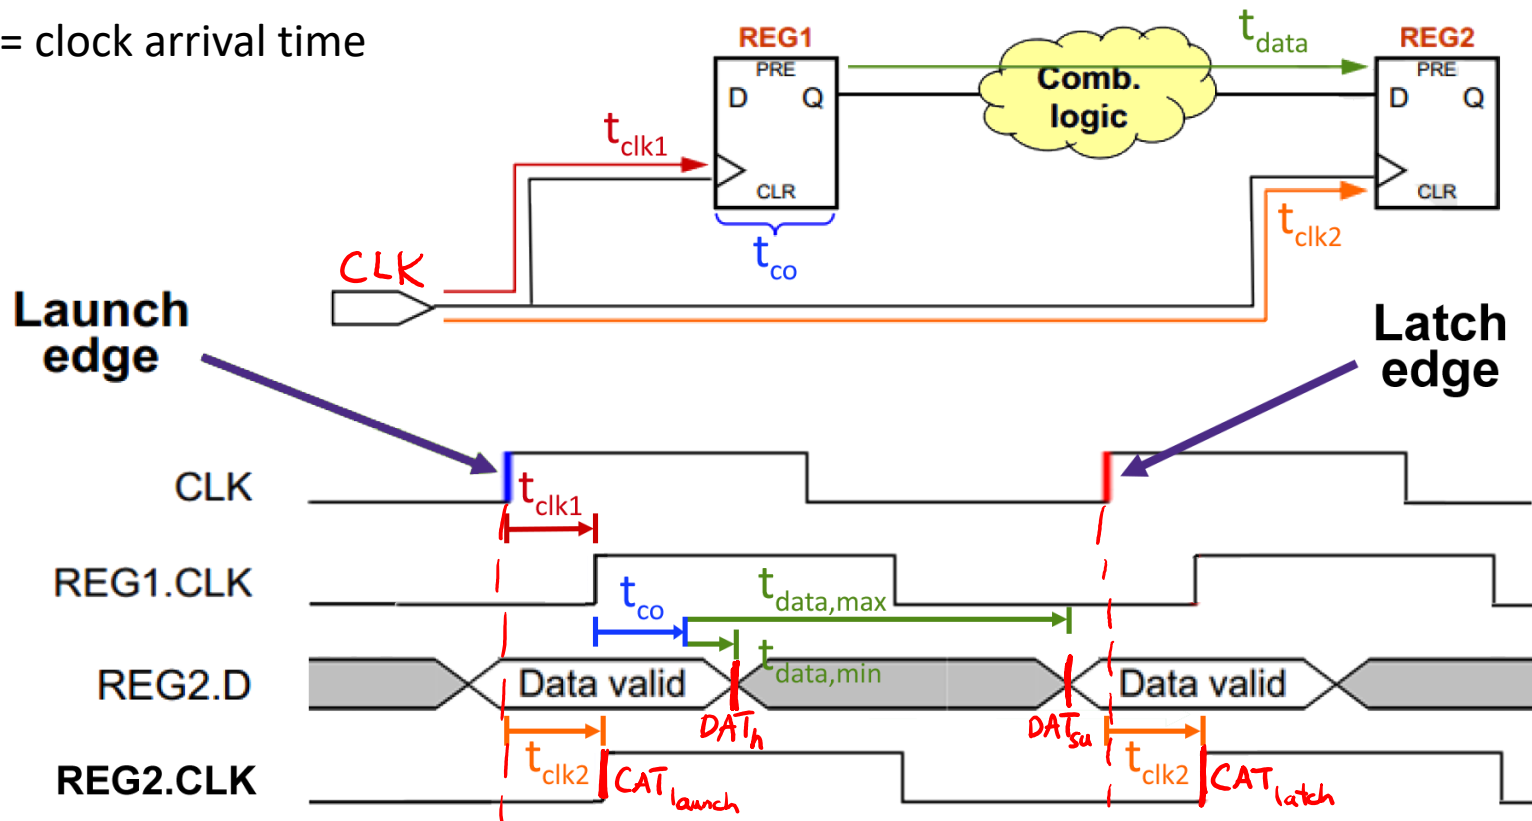 = clock arrival time
REG1
t_data
REG2
PRE
D Q
CLR
Comb.
logic
PRE
D Q
CLR
t_clk1
t_co
t_clk2
CLK
Launch
edge
Latch
edge
CLK
t_clk1
REG1.CLK
t_co
t_data,max
t_data,min
REG2.D
Data valid
Data valid
DAT_h
DAT_su
REG2.CLK
t_clk2
CAT_launch
t_clk2
CAT_latch